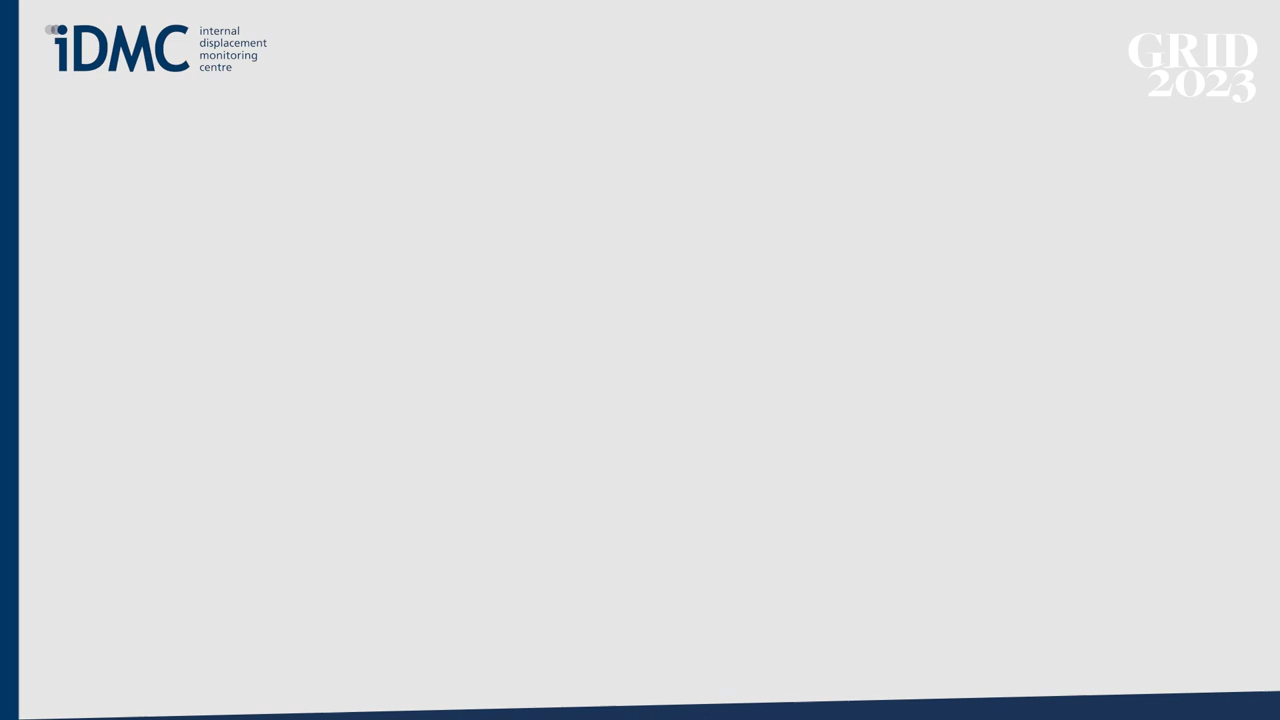 iDMC
internal
displacement
monitoring
centre
GRID
2023